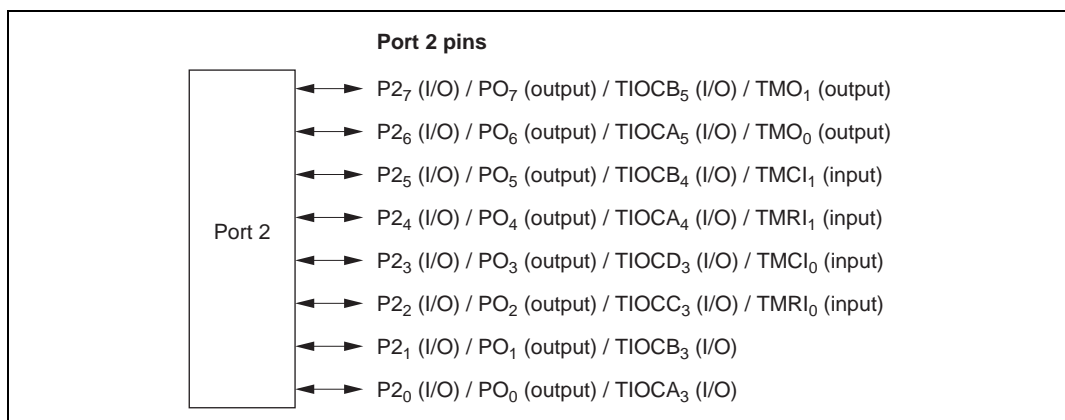 Port 2 pins
P2₇ (I/O) / PO₇ (output) / TIOCB₅ (I/O) / TMO₁ (output)
P2₆ (I/O) / PO₆ (output) / TIOCA₅ (I/O) / TMO₀ (output)
P2₅ (I/O) / PO₅ (output) / TIOCB₄ (I/O) / TMCI₁ (input)
P2₄ (I/O) / PO₄ (output) / TIOCA₄ (I/O) / TMRI₁ (input)
Port 2
P2₃ (I/O) / PO₃ (output) / TIOCD₃ (I/O) / TMCI₀ (input)
P2₂ (I/O) / PO₂ (output) / TIOCC₃ (I/O) / TMRI₀ (input)
P2₁ (I/O) / PO₁ (output) / TIOCB₃ (I/O)
P2₀ (I/O) / PO₀ (output) / TIOCA₃ (I/O)